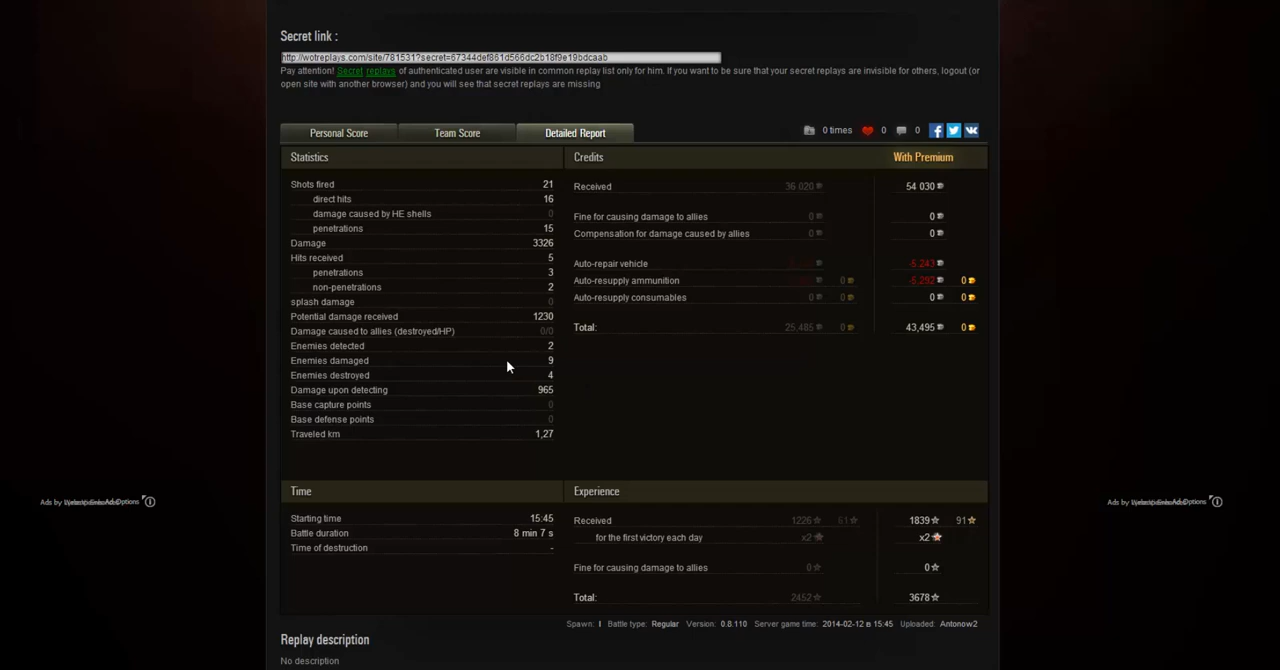 Secret link :
http://wotreplays.com/site/781531?secret=67344def861d566dc2b18f9e19bdcaab
Pay attention! Secret replays of authenticated user are visible in common replay list only for him. If you want to be sure that your secret replays are invisible for others, logout (or
open site with another browser) and you will see that secret replays are missing
Personal Score Team Score Detailed Report 0 times 0 0
Statistics Credits With Premium
Shots fired 21 Received 36 020 54 030
direct hits 16
damage caused by HE shells 0 Fine for causing damage to allies 0 0
penetrations 15 Compensation for damage caused by allies 0 0
Damage 3326
Hits received 5 Auto-repair vehicle -5 243
penetrations 3 Auto-resupply ammunition 0 -5 292 0
non-penetrations 2 Auto-resupply consumables 0 0 0 0
splash damage 0
Potential damage received 1230
Damage caused to allies (destroyed/HP) 0/0 Total: 25,485 0 43,495 0
Enemies detected 2
Enemies damaged 9
Enemies destroyed 4
Damage upon detecting 965
Base capture points 0
Base defense points 0
Traveled km 1,27
Ads by Options Ads by Options
Time Experience
Starting time 15:45 Received 1226 61 1839 91
Battle duration 8 min 7 s for the first victory each day x2 x2
Time of destruction -
Fine for causing damage to allies 0 0
Total: 2452 3678
Spawn: I Battle type: Regular Version: 0.8.110 Server game time: 2014-02-12 в 15:45 Uploaded: Antonow2
Replay description
No description